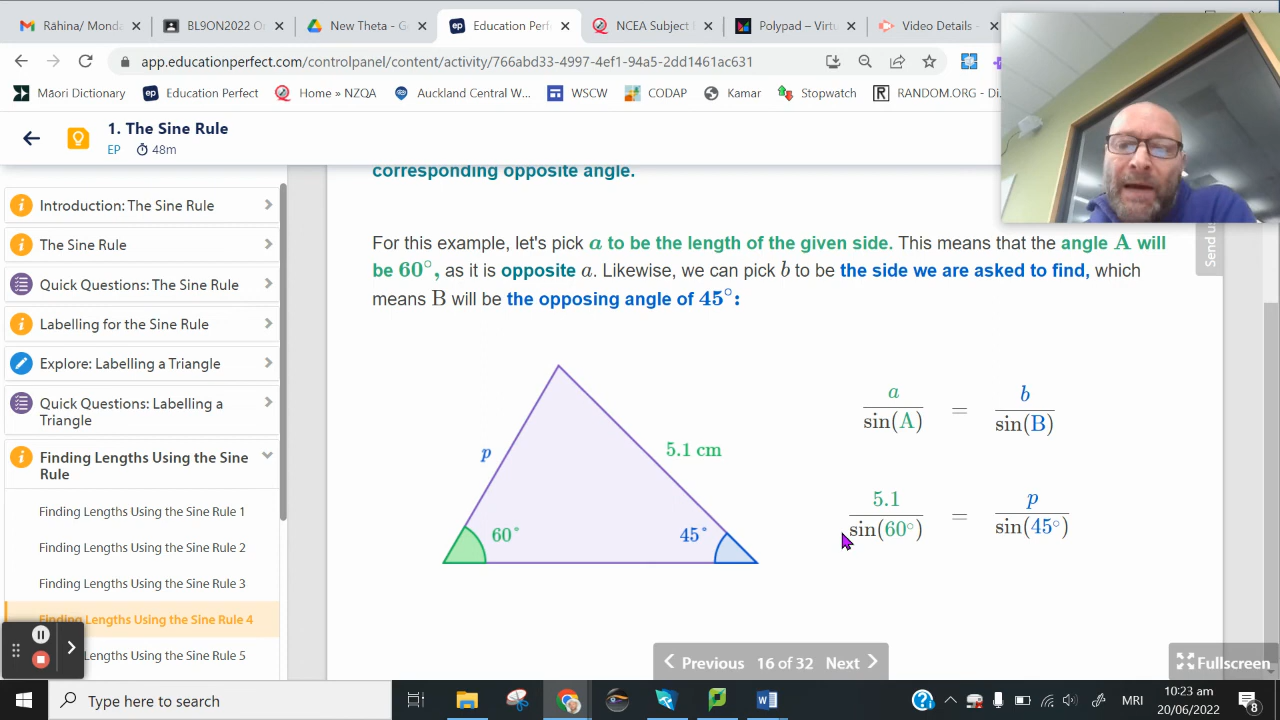 Rāhina/ Monda
BL9ON2022 O
New Theta - G
Education Perfect
NCEA Subject
Polypad – Virtu
Video Details -
app.educationperfect.com/controlpanel/content/activity/766abeb3-4997-4ef1-94a5-2dd1461ac631
Māori Dictionary
Education Perfect
Home » NZQA
Auckland Central W...
WSCW
CODAP
Kamar
Stopwatch
RANDOM.ORG - Di
1. The Sine Rule
EP 48m
Introduction: The Sine Rule
The Sine Rule
Quick Questions: The Sine Rule
Labelling for the Sine Rule
Explore: Labelling a Triangle
Quick Questions: Labelling a
Triangle
Finding Lengths Using the Sine
Rule
Finding Lengths Using the Sine Rule 1
Finding Lengths Using the Sine Rule 2
Finding Lengths Using the Sine Rule 3
Finding Lengths Using the Sine Rule 4
Lengths Using the Sine Rule 5
corresponding opposite angle.
For this example, let's pick a to be the length of the given side. This means that the angle A will
be 60°, as it is opposite a. Likewise, we can pick b to be the side we are asked to find, which
means B will be the opposing angle of 45°:
p
5.1 cm
60°
45°
a/sin(A) = b/sin(B)
5.1/sin(60°) = p/sin(45°)
Send us
Previous 16 of 32 Next
Fullscreen
Type here to search
MRI
10:23 am
20/06/2022
8